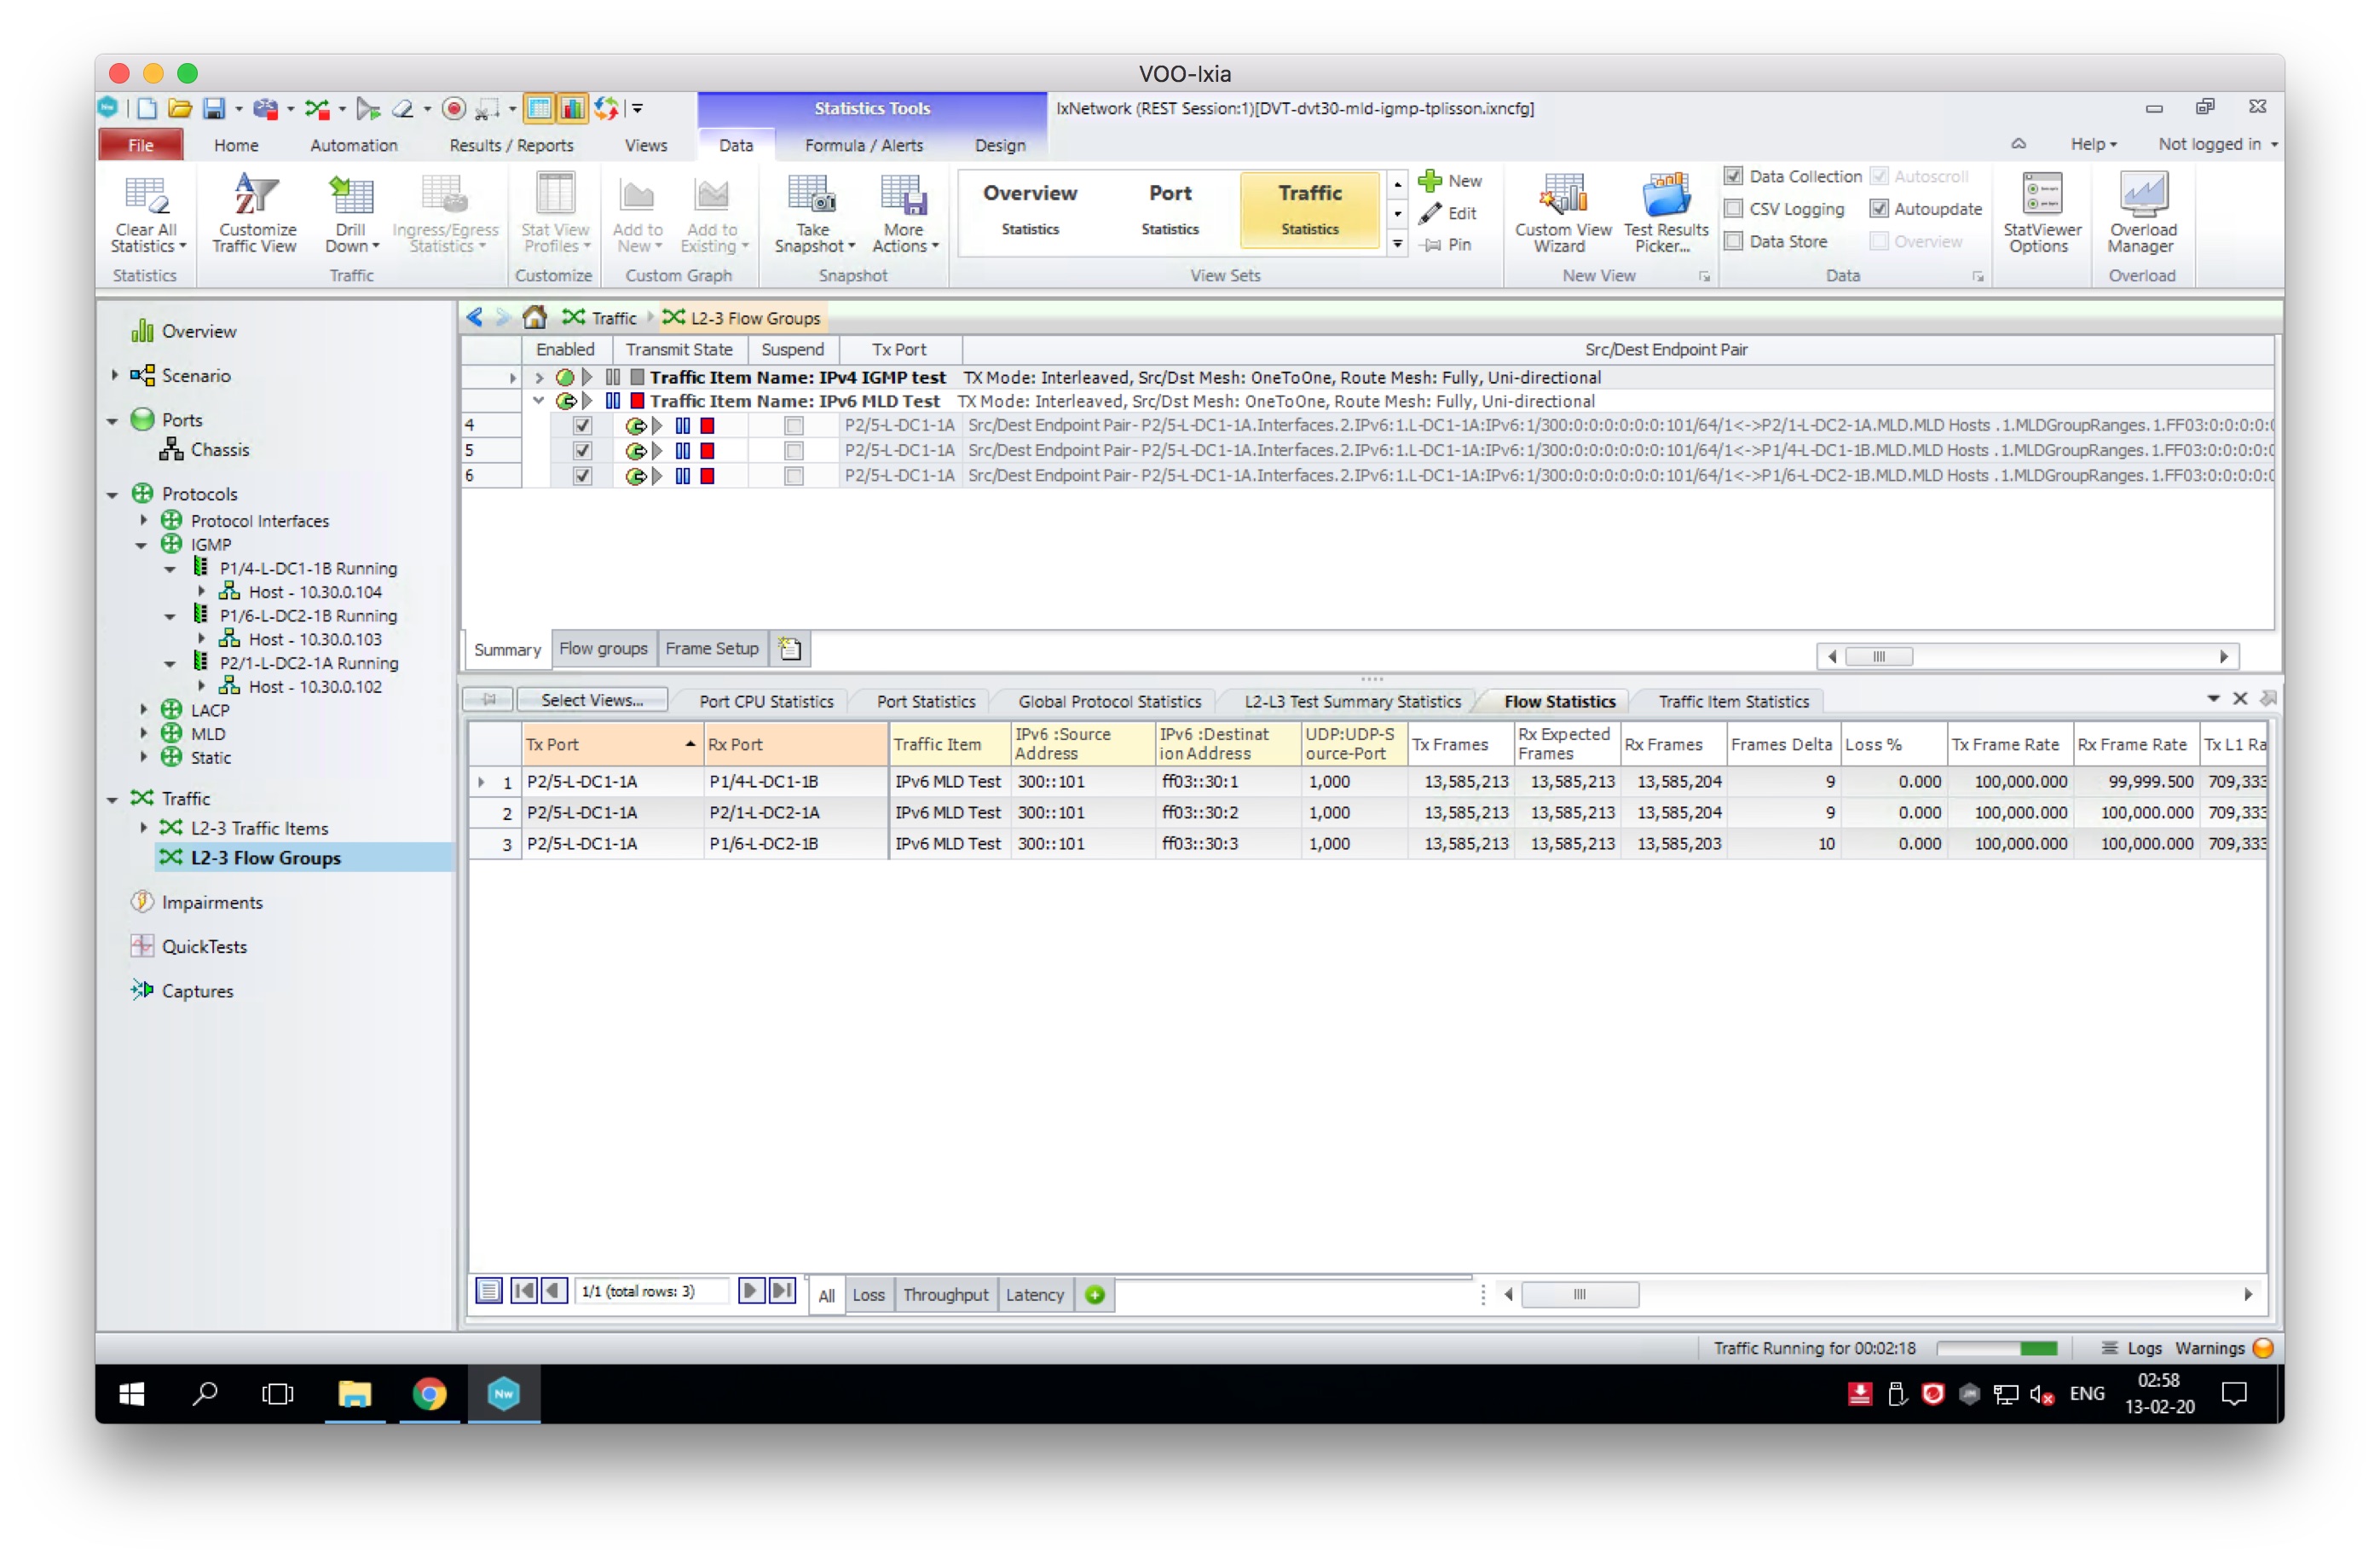 VOO-Ixia
Statistics Tools
IxNetwork (REST Session:1)[DVT-dvt30-mld-igmp-tplisson.ixncfg]
File Home Automation Results / Reports Views Data Formula / Alerts Design Help Not logged in
Clear All Statistics
Customize Traffic View
Drill Down
Ingress/Egress Statistics
Stat View Profiles
Add to New
Add to Existing
Take Snapshot
More Actions
Overview Statistics
Port Statistics
Traffic Statistics
New
Edit
Pin
Custom View Wizard
Test Results Picker...
Data Collection Autoscroll
CSV Logging Autoupdate
Data Store Overview
StatViewer Options
Overload Manager
Statistics Traffic Customize Custom Graph Snapshot View Sets New View Data Overload
Overview
Scenario
Ports
Chassis
Protocols
Protocol Interfaces
IGMP
P1/4-L-DC1-1B Running
Host - 10.30.0.104
P1/6-L-DC2-1B Running
Host - 10.30.0.103
P2/1-L-DC2-1A Running
Host - 10.30.0.102
LACP
MLD
Static
Traffic
L2-3 Traffic Items
L2-3 Flow Groups
Impairments
QuickTests
Captures
Traffic L2-3 Flow Groups
Enabled Transmit State Suspend Tx Port Src/Dest Endpoint Pair
Traffic Item Name: IPv4 IGMP test TX Mode: Interleaved, Src/Dst Mesh: OneToOne, Route Mesh: Fully, Uni-directional
Traffic Item Name: IPv6 MLD Test TX Mode: Interleaved, Src/Dst Mesh: OneToOne, Route Mesh: Fully, Uni-directional
4 P2/5-L-DC1-1A Src/Dest Endpoint Pair- P2/5-L-DC1-1A.Interfaces.2.IPv6:1.L-DC1-1A:IPv6:1/300:0:0:0:0:0:0:101/64/1<->P2/1-L-DC2-1A.MLD.MLD Hosts .1.MLDGroupRanges.1.FF03:0:0:0:0:
5 P2/5-L-DC1-1A Src/Dest Endpoint Pair- P2/5-L-DC1-1A.Interfaces.2.IPv6:1.L-DC1-1A:IPv6:1/300:0:0:0:0:0:0:101/64/1<->P1/4-L-DC1-1B.MLD.MLD Hosts .1.MLDGroupRanges.1.FF03:0:0:0:0:
6 P2/5-L-DC1-1A Src/Dest Endpoint Pair- P2/5-L-DC1-1A.Interfaces.2.IPv6:1.L-DC1-1A:IPv6:1/300:0:0:0:0:0:0:101/64/1<->P1/6-L-DC2-1B.MLD.MLD Hosts .1.MLDGroupRanges.1.FF03:0:0:0:0:
Summary Flow groups Frame Setup
Select Views... Port CPU Statistics Port Statistics Global Protocol Statistics L2-L3 Test Summary Statistics Flow Statistics Traffic Item Statistics
Tx Port Rx Port Traffic Item IPv6 :Source Address IPv6 :Destination Address UDP:UDP-Source-Port Tx Frames Rx Expected Frames Rx Frames Frames Delta Loss % Tx Frame Rate Rx Frame Rate Tx L1 Ra
1 P2/5-L-DC1-1A P1/4-L-DC1-1B IPv6 MLD Test 300::101 ff03::30:1 1,000 13,585,213 13,585,213 13,585,204 9 0.000 100,000.000 99,999.500 709,333
2 P2/5-L-DC1-1A P2/1-L-DC2-1A IPv6 MLD Test 300::101 ff03::30:2 1,000 13,585,213 13,585,213 13,585,204 9 0.000 100,000.000 100,000.000 709,333
3 P2/5-L-DC1-1A P1/6-L-DC2-1B IPv6 MLD Test 300::101 ff03::30:3 1,000 13,585,213 13,585,213 13,585,203 10 0.000 100,000.000 100,000.000 709,333
1/1 (total rows: 3) All Loss Throughput Latency
Traffic Running for 00:02:18 Logs Warnings
Nw
ENG
02:58
13-02-20